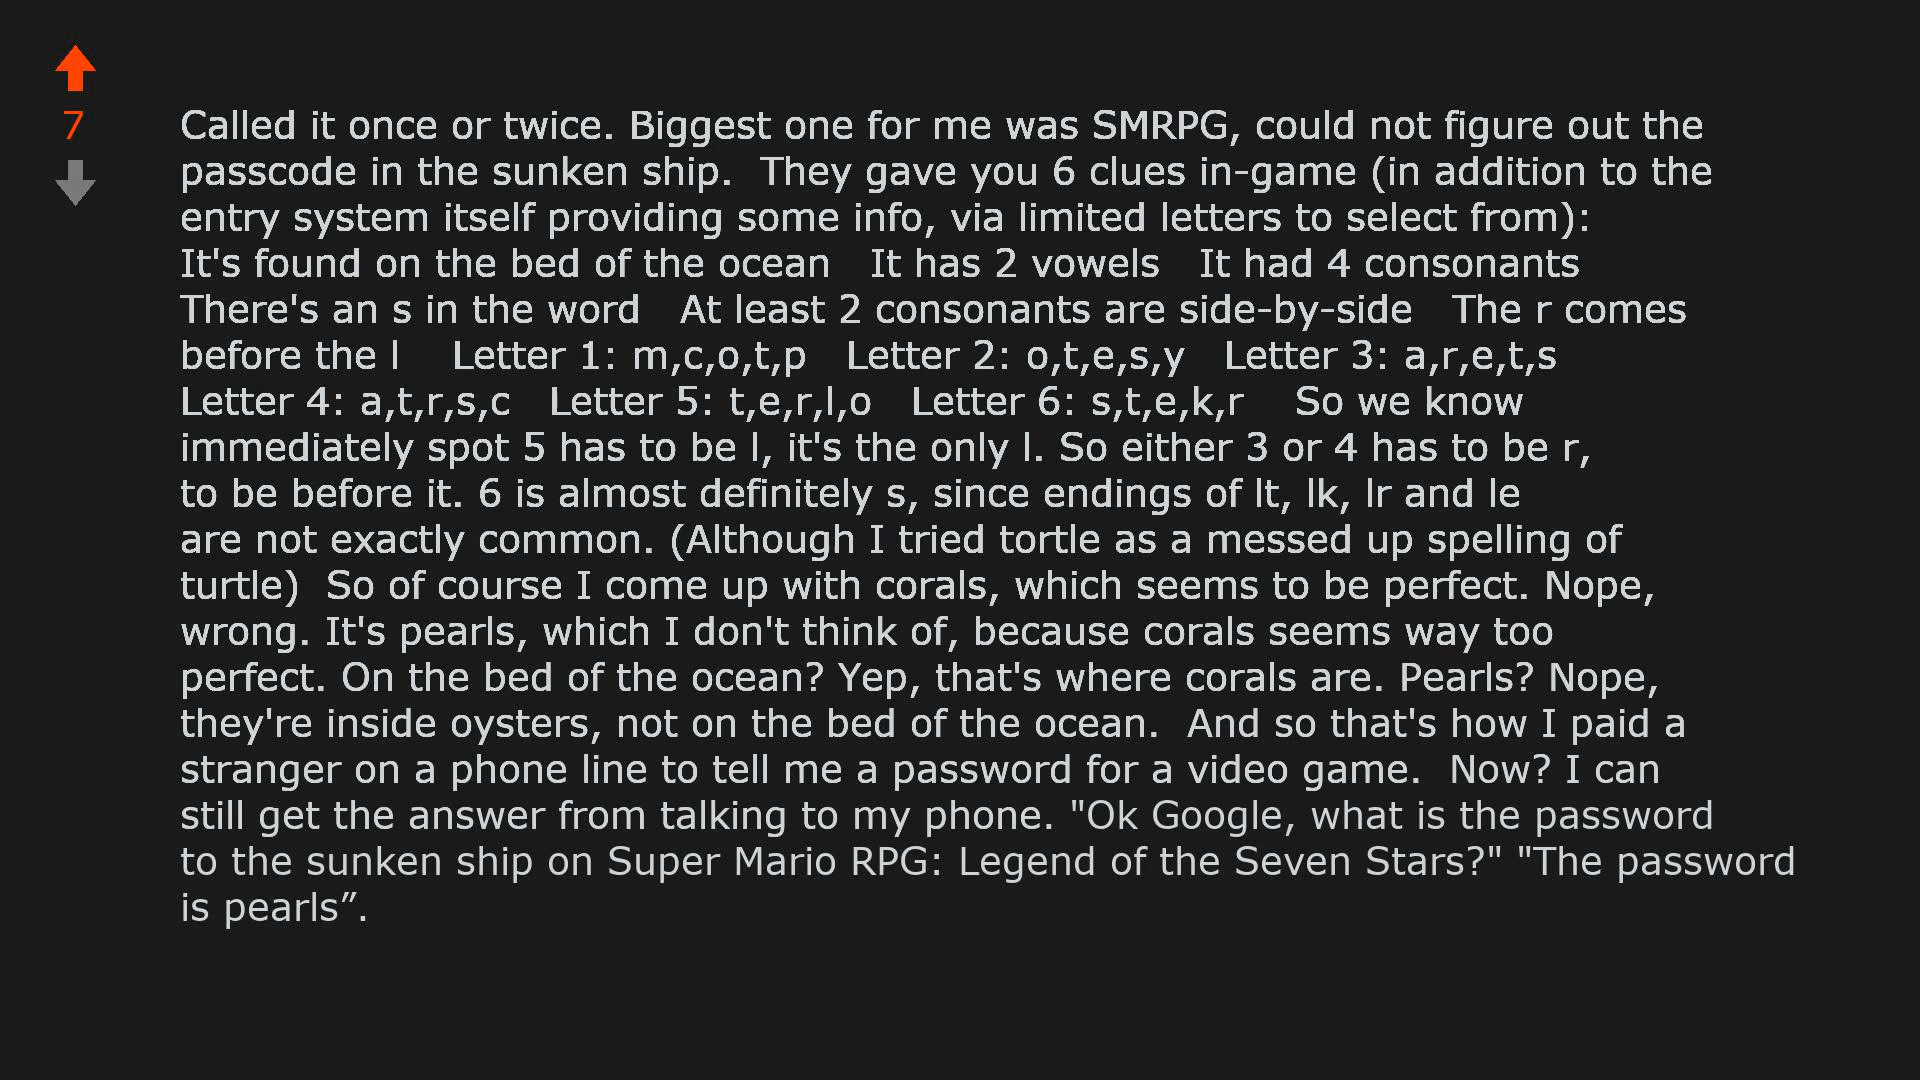 7
Called it once or twice. Biggest one for me was SMRPG, could not figure out the
passcode in the sunken ship.  They gave you 6 clues in-game (in addition to the
entry system itself providing some info, via limited letters to select from):
It's found on the bed of the ocean   It has 2 vowels   It had 4 consonants
There's an s in the word   At least 2 consonants are side-by-side   The r comes
before the l    Letter 1: m,c,o,t,p   Letter 2: o,t,e,s,y   Letter 3: a,r,e,t,s
Letter 4: a,t,r,s,c   Letter 5: t,e,r,l,o   Letter 6: s,t,e,k,r    So we know
immediately spot 5 has to be l, it's the only l. So either 3 or 4 has to be r,
to be before it. 6 is almost definitely s, since endings of lt, lk, lr and le
are not exactly common. (Although I tried tortle as a messed up spelling of
turtle)  So of course I come up with corals, which seems to be perfect. Nope,
wrong. It's pearls, which I don't think of, because corals seems way too
perfect. On the bed of the ocean? Yep, that's where corals are. Pearls? Nope,
they're inside oysters, not on the bed of the ocean.  And so that's how I paid a
stranger on a phone line to tell me a password for a video game.  Now? I can
still get the answer from talking to my phone. "Ok Google, what is the password
to the sunken ship on Super Mario RPG: Legend of the Seven Stars?" "The password
is pearls”.